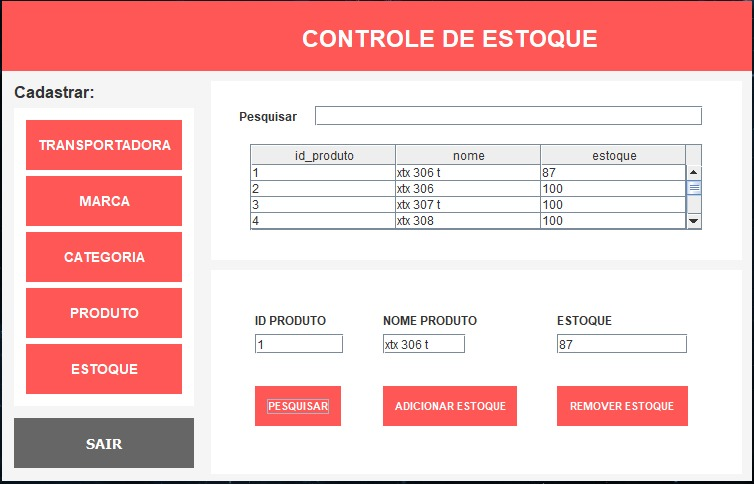 CONTROLE DE ESTOQUE
Cadastrar:
TRANSPORTADORA
MARCA
CATEGORIA
PRODUTO
ESTOQUE
SAIR
Pesquisar
id_produto nome estoque
1 xtx 306 t 87
2 xtx 306 100
3 xtx 307 t 100
4 xtx 308 100
ID PRODUTO NOME PRODUTO ESTOQUE
1 xtx 306 t 87
PESQUISAR ADICIONAR ESTOQUE REMOVER ESTOQUE